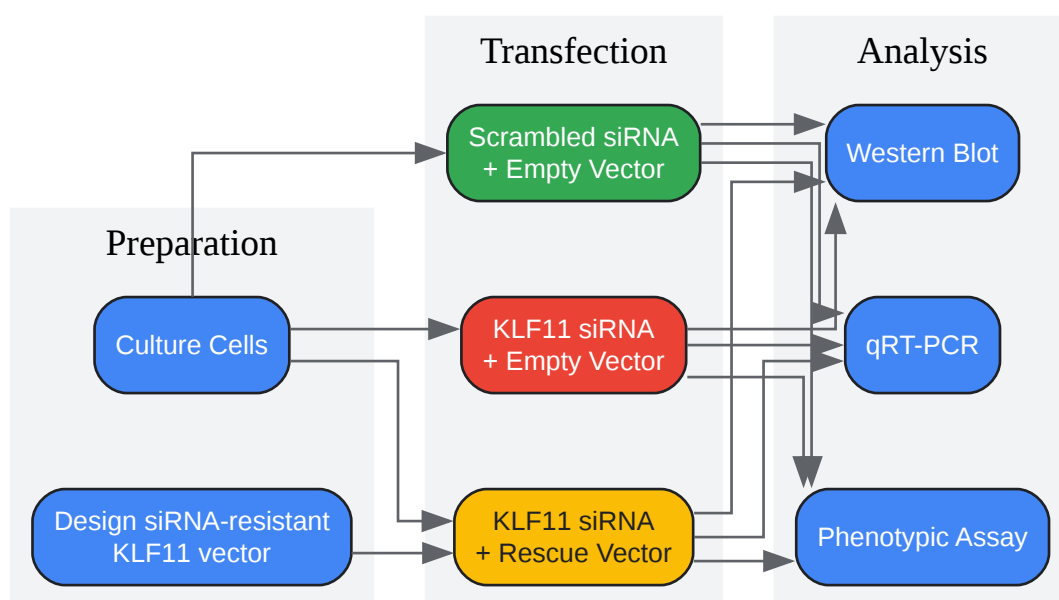 Transfection
Analysis
Scrambled siRNA
+ Empty Vector
Western Blot
Preparation
Culture Cells
KLF11 siRNA
+ Empty Vector
qRT-PCR
Design siRNA-resistant
KLF11 vector
KLF11 siRNA
+ Rescue Vector
Phenotypic Assay